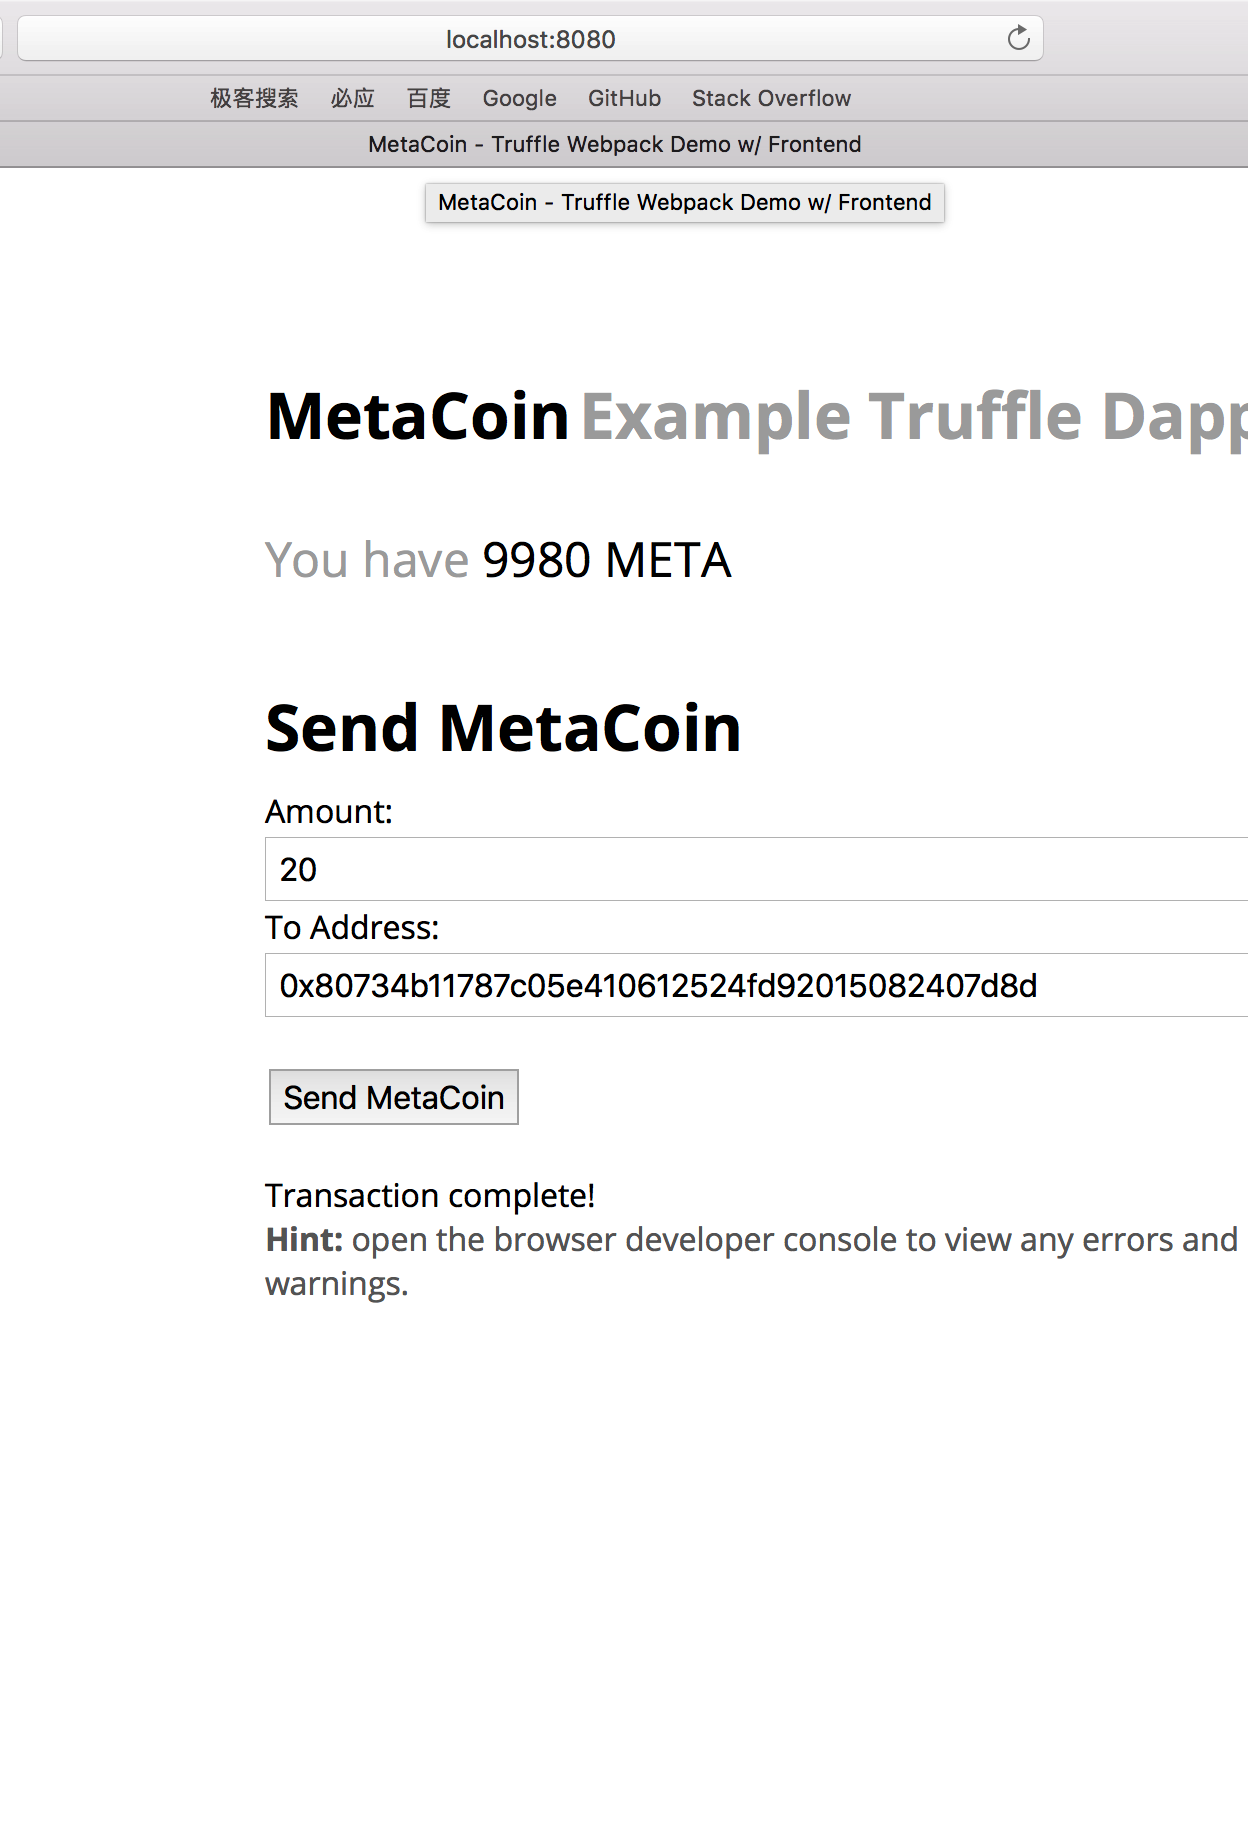 localhost:8080
极客搜索 必应 百度 Google GitHub Stack Overflow
MetaCoin - Truffle Webpack Demo w/ Frontend
MetaCoin - Truffle Webpack Demo w/ Frontend
MetaCoin Example Truffle Dapp
You have 9980 META
Send MetaCoin
Amount:
20
To Address:
0x80734b11787c05e410612524fd92015082407d8d
Send MetaCoin
Transaction complete!
Hint: open the browser developer console to view any errors and
warnings.